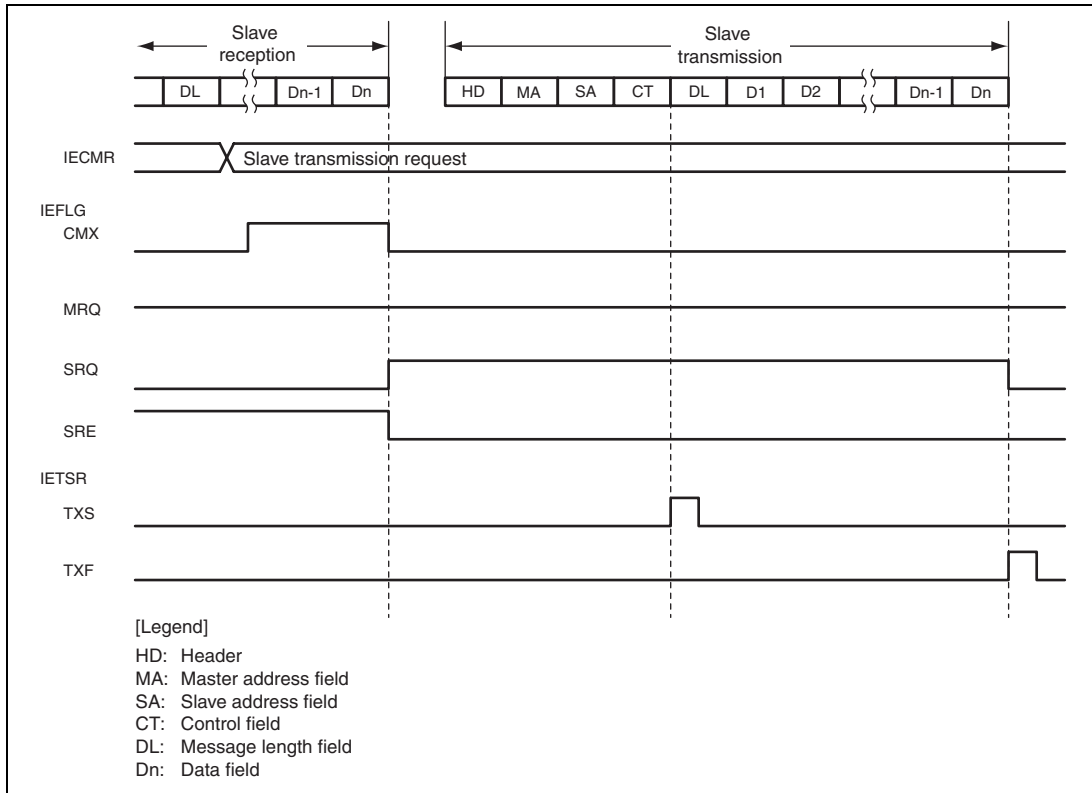 Slave
reception
Slave
transmission
DL Dn-1 Dn HD MA SA CT DL D1 D2 Dn-1 Dn
IECMR Slave transmission request
IEFLG
CMX
MRQ
SRQ
SRE
IETSR
TXS
TXF
[Legend]
HD: Header
MA: Master address field
SA: Slave address field
CT: Control field
DL: Message length field
Dn: Data field